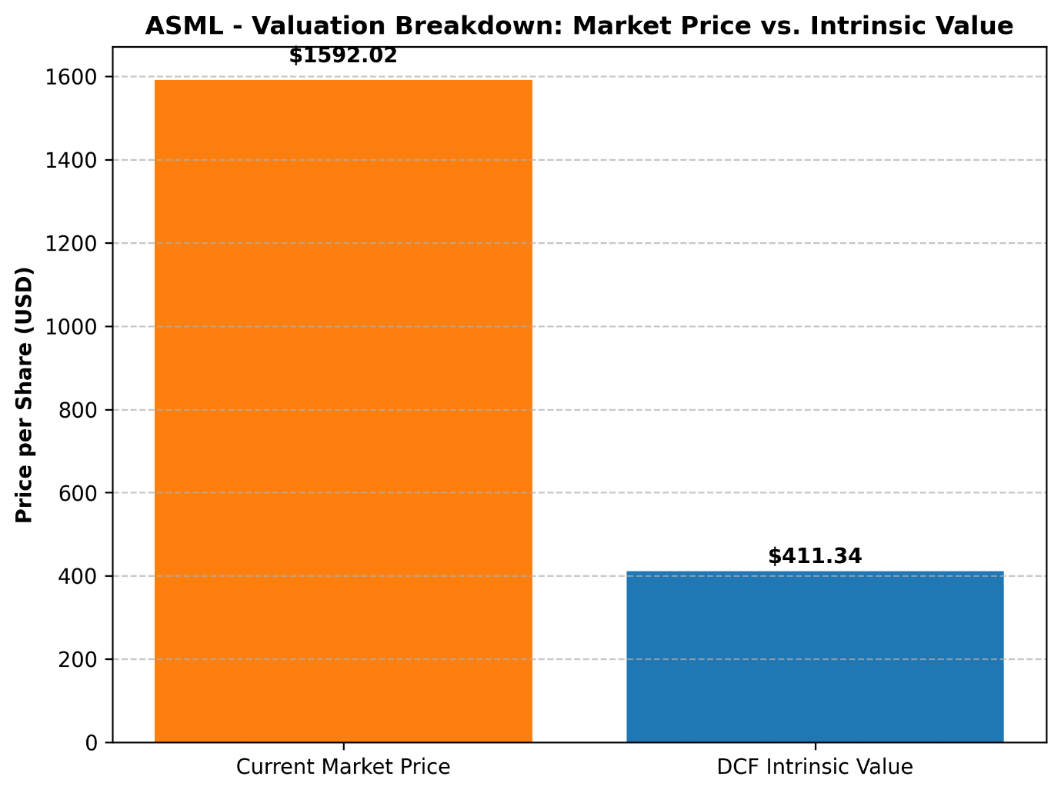 ASML - Valuation Breakdown: Market Price vs. Intrinsic Value
$1592.02
1600
1400
1200
1000
800
600
400
200
0
Price per Share (USD)
$411.34
Current Market Price
DCF Intrinsic Value